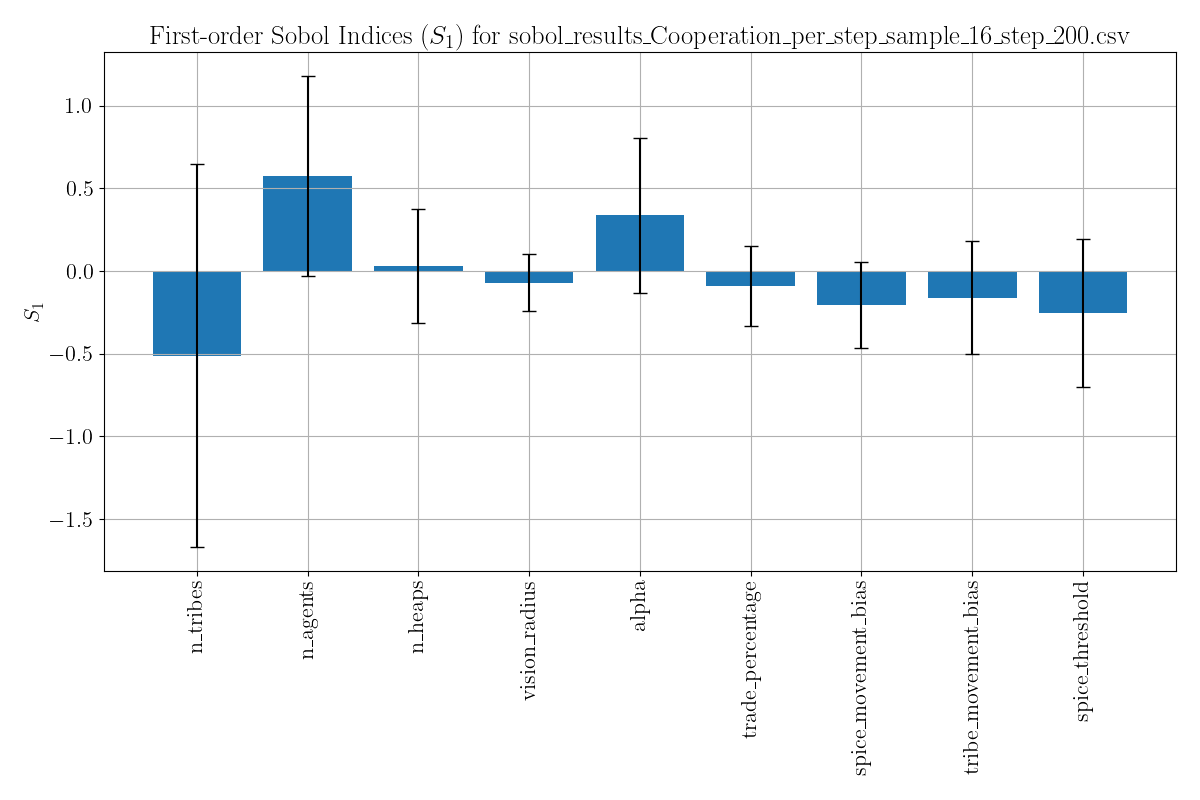 First-order Sobol Indices (S₁) for sobol_results_Cooperation_per_step_sample_16_step_200.csv
1.0
0.5
0.0
−0.5
−1.0
−1.5
S₁
n_tribes
n_agents
n_heaps
vision_radius
alpha
trade_percentage
spice_movement_bias
tribe_movement_bias
spice_threshold